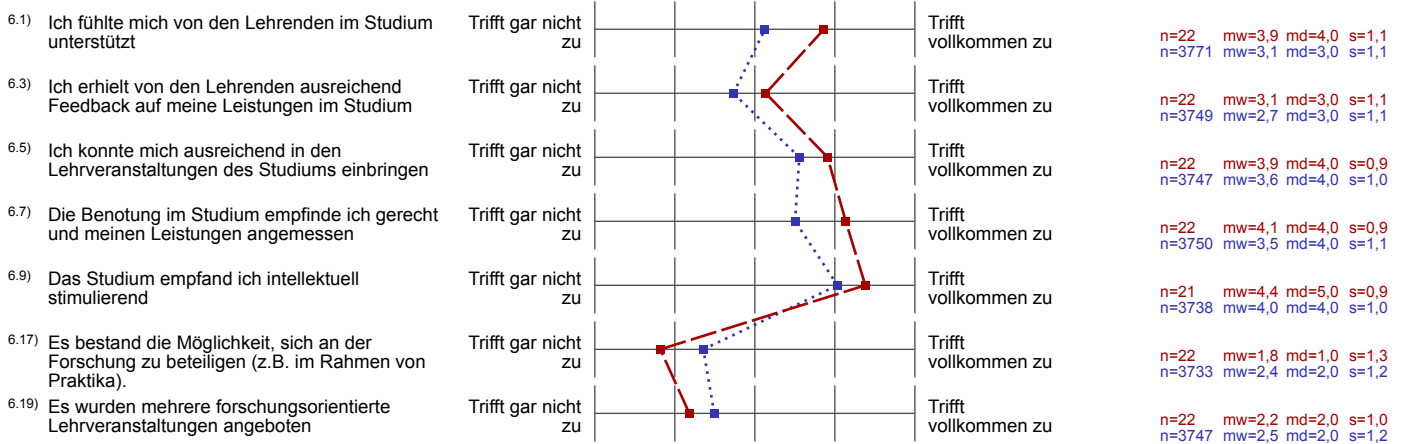 6.1) Ich fühlte mich von den Lehrenden im Studium
unterstützt
Trifft gar nicht
zu
Trifft
vollkommen zu
n=22 mw=3,9 md=4,0 s=1,1
n=3771 mw=3,1 md=3,0 s=1,1
6.3) Ich erhielt von den Lehrenden ausreichend
Feedback auf meine Leistungen im Studium
Trifft gar nicht
zu
Trifft
vollkommen zu
n=22 mw=3,1 md=3,0 s=1,1
n=3749 mw=2,7 md=3,0 s=1,1
6.5) Ich konnte mich ausreichend in den
Lehrveranstaltungen des Studiums einbringen
Trifft gar nicht
zu
Trifft
vollkommen zu
n=22 mw=3,9 md=4,0 s=0,9
n=3747 mw=3,6 md=4,0 s=1,0
6.7) Die Benotung im Studium empfinde ich gerecht
und meinen Leistungen angemessen
Trifft gar nicht
zu
Trifft
vollkommen zu
n=22 mw=4,1 md=4,0 s=0,9
n=3750 mw=3,5 md=4,0 s=1,1
6.9) Das Studium empfand ich intellektuell
stimulierend
Trifft gar nicht
zu
Trifft
vollkommen zu
n=21 mw=4,4 md=5,0 s=0,9
n=3738 mw=4,0 md=4,0 s=1,0
6.17) Es bestand die Möglichkeit, sich an der
Forschung zu beteiligen (z.B. im Rahmen von
Praktika).
Trifft gar nicht
zu
Trifft
vollkommen zu
n=22 mw=1,8 md=1,0 s=1,3
n=3733 mw=2,4 md=2,0 s=1,2
6.19) Es wurden mehrere forschungsorientierte
Lehrveranstaltungen angeboten
Trifft gar nicht
zu
Trifft
vollkommen zu
n=22 mw=2,2 md=2,0 s=1,0
n=3747 mw=2,5 md=2,0 s=1,2